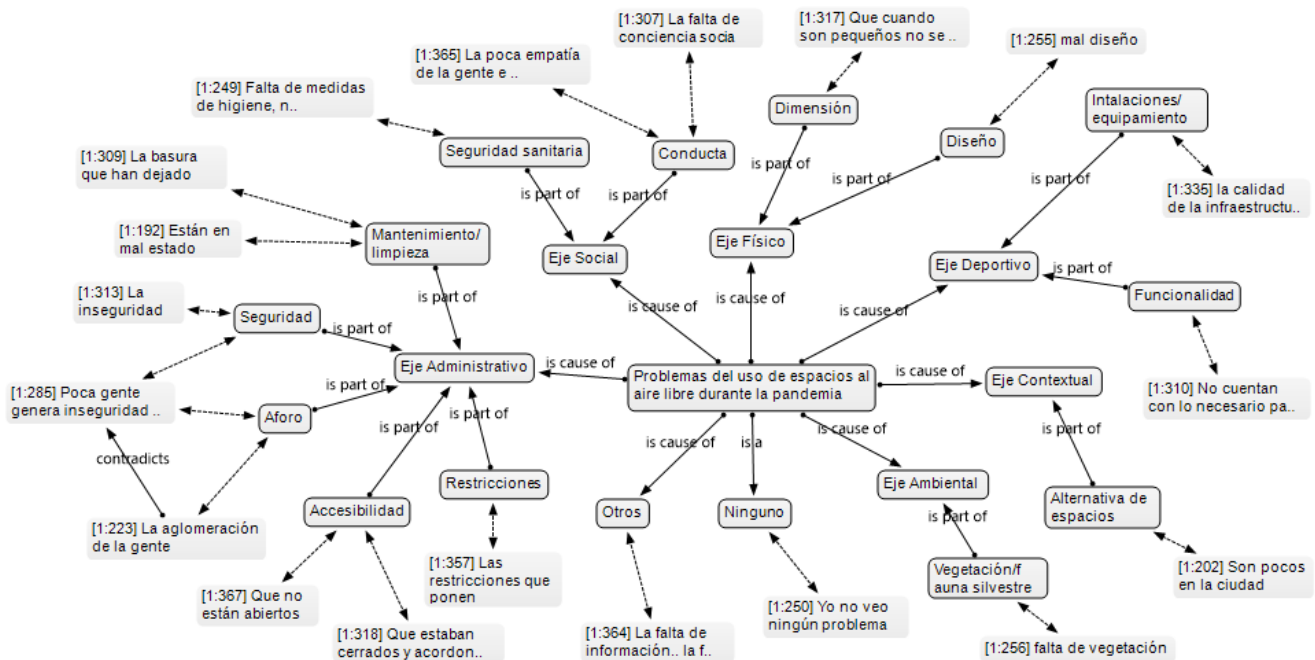 [1:307] La falta de
conciencia socia
[1:317] Que cuando
son pequeños no se ..
[1:255] mal diseño
[1:365] La poca empatía
de la gente e ..
[1:249] Falta de medidas
de higiene, n..
Dimensión
Intalaciones/
equipamiento
Seguridad sanitaria
Conducta
Diseño
[1:309] La basura
que han dejado
is part of
is part of
is part of
is part of
is part of
[1:335] la calidad
de la infraestructu..
[1:192] Están en
mal estado
Mantenimiento/
limpieza
Eje Social
Eje Físico
Eje Deportivo
is part of
Funcionalidad
[1:313] La
inseguridad
Seguridad
is part of
is part of
is cause of
is cause of
is cause of
Eje Administrativo
is cause of
Problemas del uso de espacios al
aire libre durante la pandemia
is cause of
Eje Contextual
[1:285] Poca gente
genera inseguridad ..
is part of
Aforo
[1:310] No cuentan
con lo necesario pa..
is part of
is part of
is cause of
is a
is cause of
is part of
contradicts
Restricciones
Eje Ambiental
Accesibilidad
Otros
Ninguno
Alternativa de
espacios
is part of
[1:223] La aglomeración
de la gente
[1:357] Las
restricciones que
ponen
Vegetación/f
auna silvestre
[1:202] Son pocos
en la ciudad
[1:367] Que no
están abiertos
[1:250] Yo no veo
ningún problema
[1:318] Que estaban
cerrados y acordon..
[1:364] La falta de
información.. la f..
[1:256] falta de vegetación